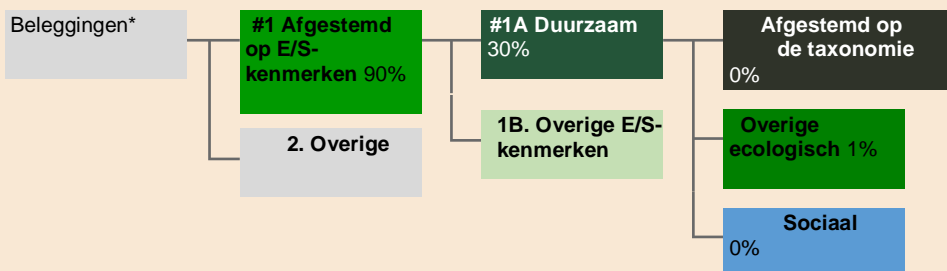 Beleggingen*
#1 Afgestemd
op E/S-
kenmerken 90%
2. Overige
#1A Duurzaam
30%
1B. Overige E/S-
kenmerken
Afgestemd op
de taxonomie
0%
Overige
ecologisch 1%
Sociaal
0%